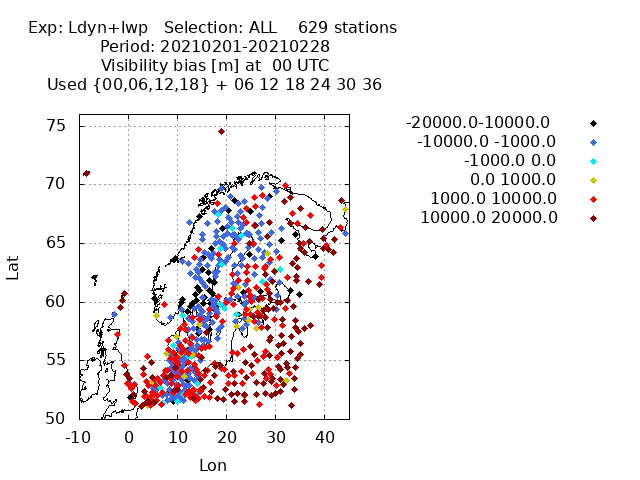 Exp: Ldyn+lwp   Selection: ALL    629 stations
Period: 20210201-20210228
Visibility bias [m] at  00 UTC
Used {00,06,12,18} + 06 12 18 24 30 36
-20000.0-10000.0
-10000.0 -1000.0
-1000.0 0.0
0.0 1000.0
1000.0 10000.0
10000.0 20000.0
75
70
65
60
55
50
Lat
-10 0 10 20 30 40
Lon